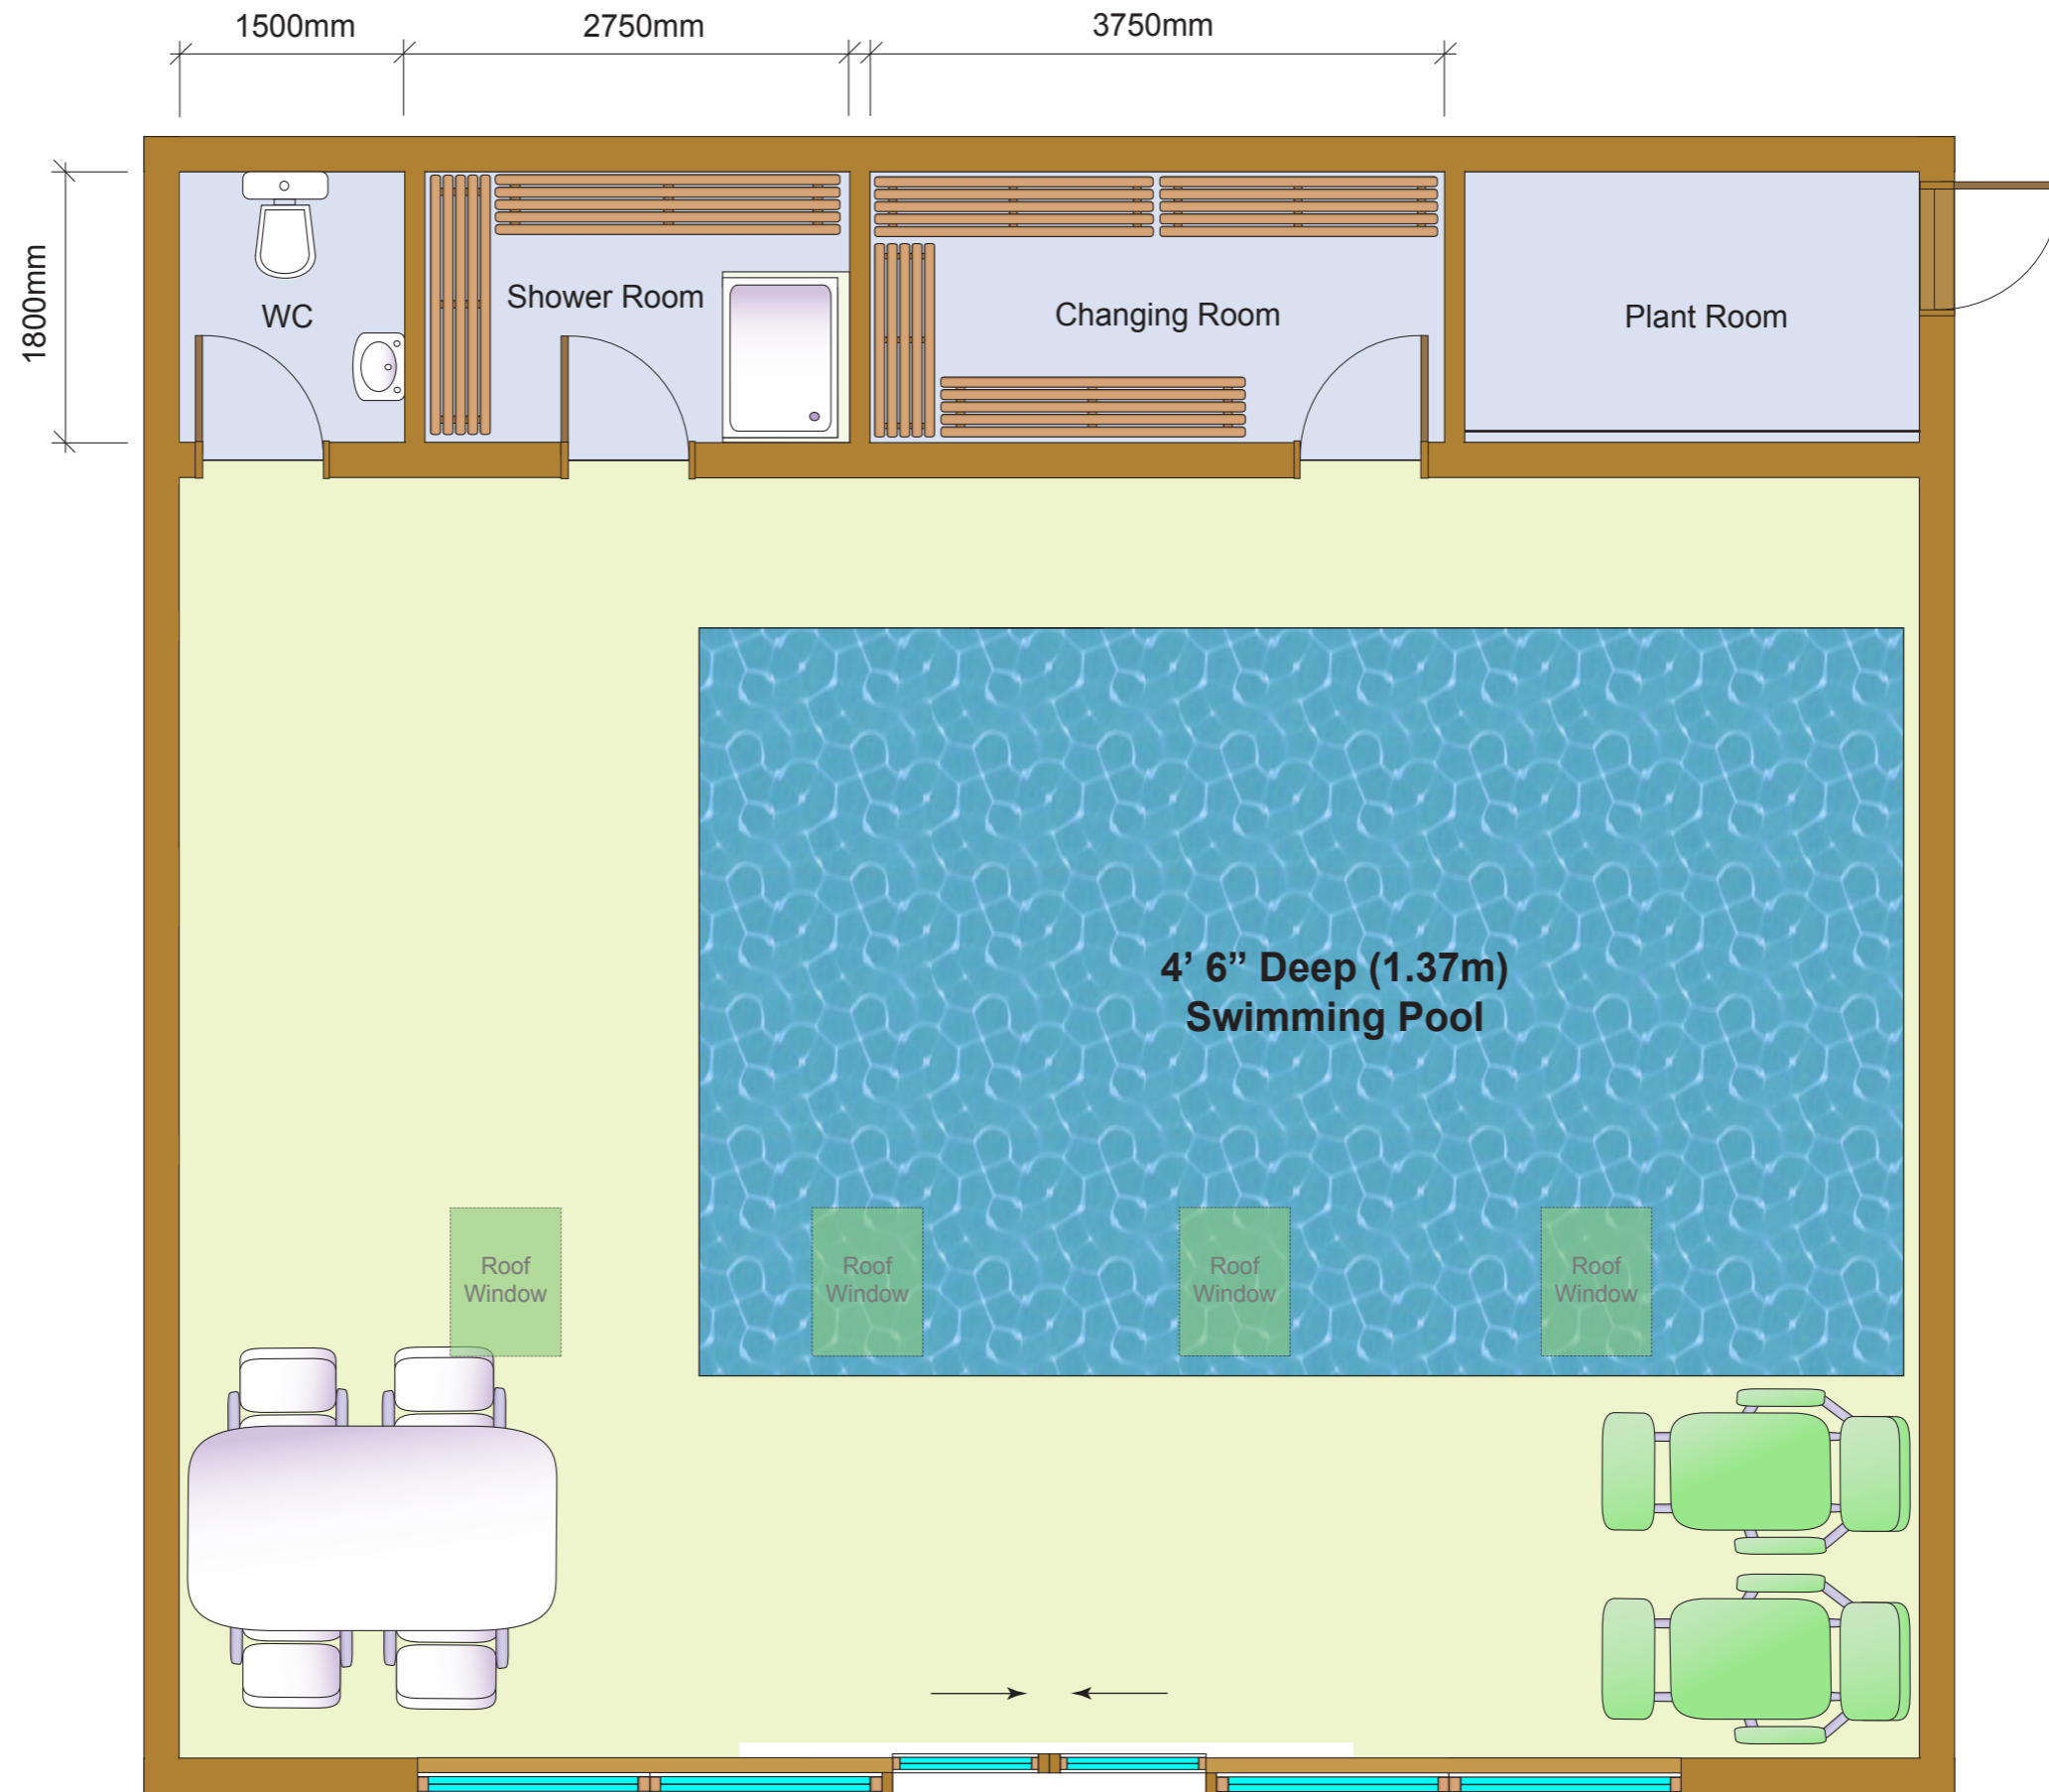 1500mm
2750mm
3750mm
1800mm
WC
Shower Room
Changing Room
Plant Room
4’ 6” Deep (1.37m)
Swimming Pool
Roof
Window
Roof
Window
Roof
Window
Roof
Window